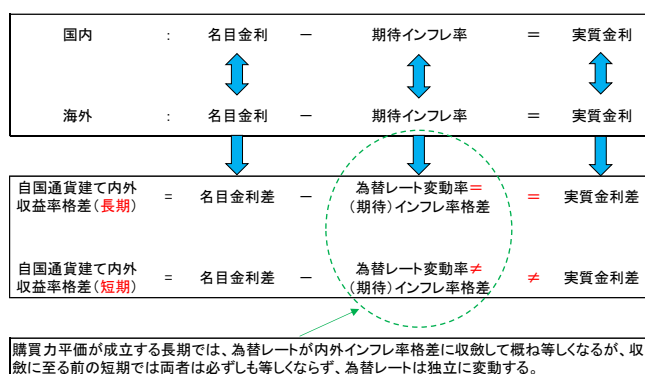 国内 : 名目金利 － 期待インフレ率 = 実質金利
海外 : 名目金利 － 期待インフレ率 = 実質金利
自国通貨建て内外
収益率格差(長期) = 名目金利差 － 為替レート変動率=
(期待)インフレ率格差 = 実質金利差
自国通貨建て内外
収益率格差(短期) = 名目金利差 － 為替レート変動率≠
(期待)インフレ率格差 ≠ 実質金利差
購買力平価が成立する長期では、為替レートが内外インフレ率格差に収斂して概ね等しくなるが、収
斂に至る前の短期では両者は必ずしも等しくならず、為替レートは独立に変動する。